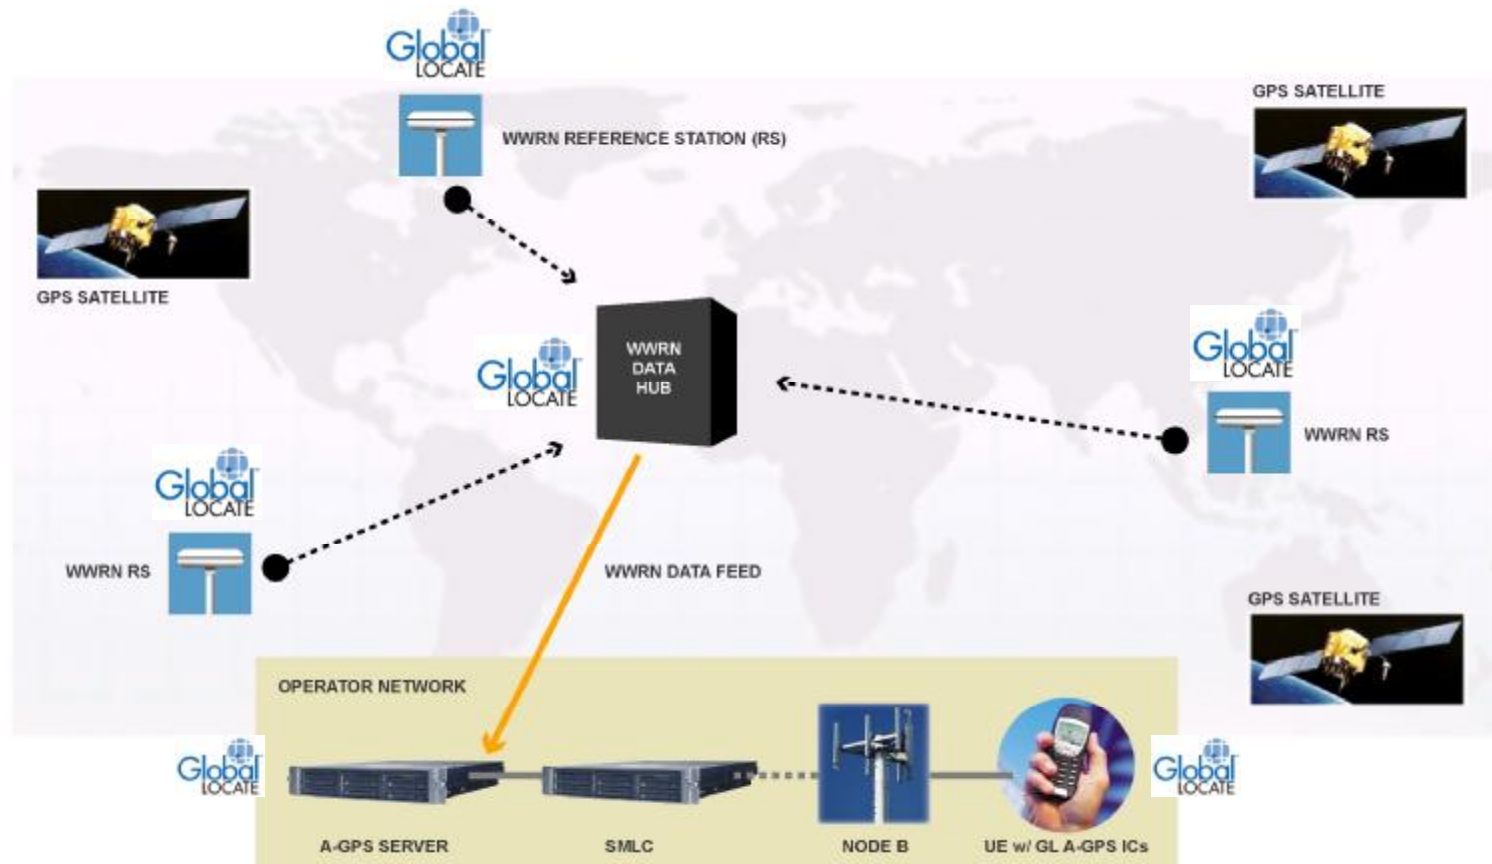 Global
LOCATE
WWRN REFERENCE STATION (RS)
GPS SATELLITE
GPS SATELLITE
WWRN
DATA
HUB
Global
LOCATE
Global
LOCATE
WWRN RS
Global
LOCATE
WWRN RS
WWRN DATA FEED
GPS SATELLITE
OPERATOR NETWORK
Global
LOCATE
Global
LOCATE
A-GPS SERVER
SMLC
NODE B
UE w/ GL A-GPS ICs